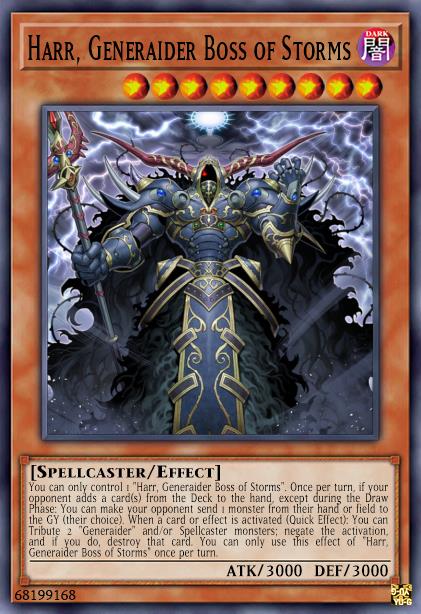 Harr, Generaider Boss of Storms
DARK
闇
[Spellcaster/Effect]
You can only control 1 "Harr, Generaider Boss of Storms". Once per turn, if your
opponent adds a card(s) from the Deck to the hand, except during the Draw
Phase: You can make your opponent send 1 monster from their hand or field to
the GY (their choice). When a card or effect is activated (Quick Effect): You can
Tribute 2 "Generaider" and/or Spellcaster monsters; negate the activation,
and if you do, destroy that card. You can only use this effect of "Harr,
Generaider Boss of Storms" once per turn.
ATK/3000 DEF/3000
68199168